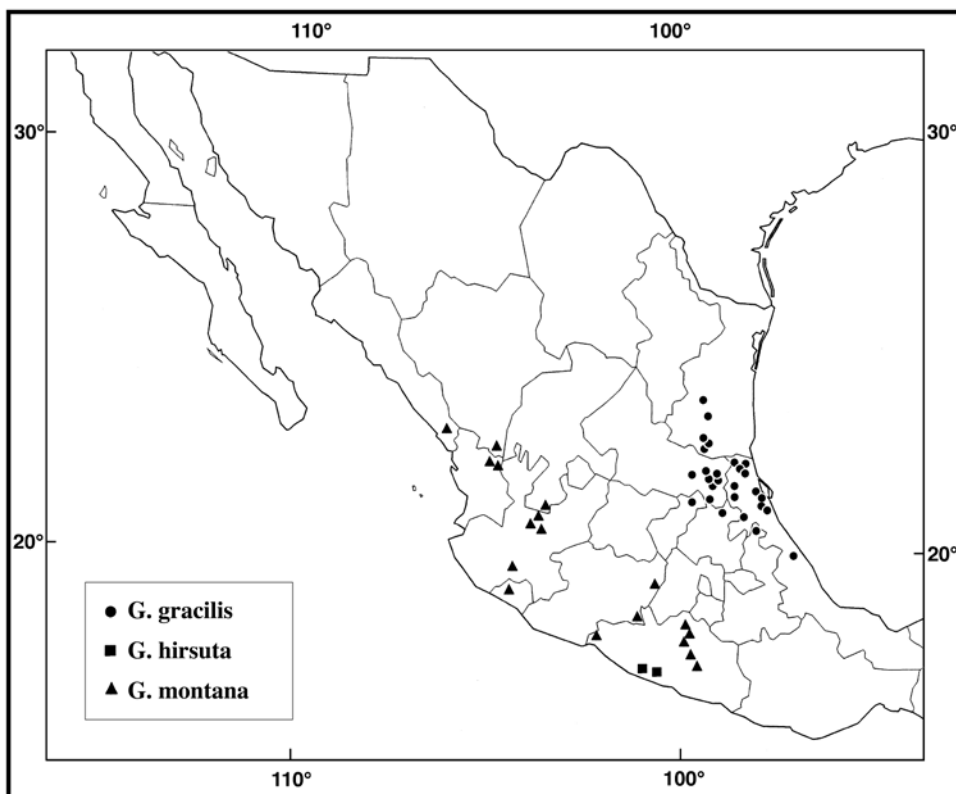 110° 100°
30° 30°
20° 20°
G. gracilis
G. hirsuta
G. montana
110° 100°